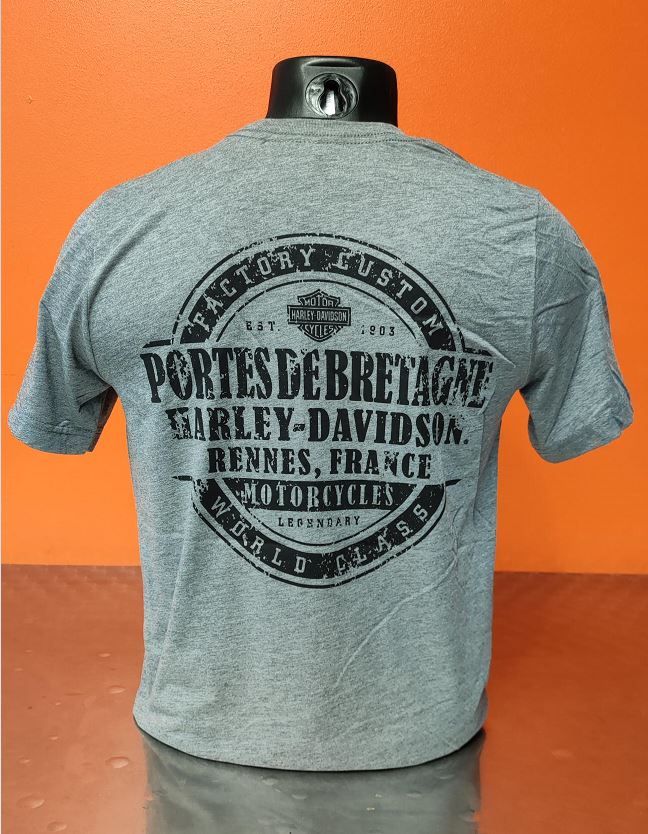 FACTORY CUSTOM
MOTOR
HARLEY-DAVIDSON
CYCLES
EST. 1903
PORTES DE BRETAGNE
HARLEY-DAVIDSON.
RENNES, FRANCE
MOTORCYCLES
LEGENDARY
WORLD CLASS